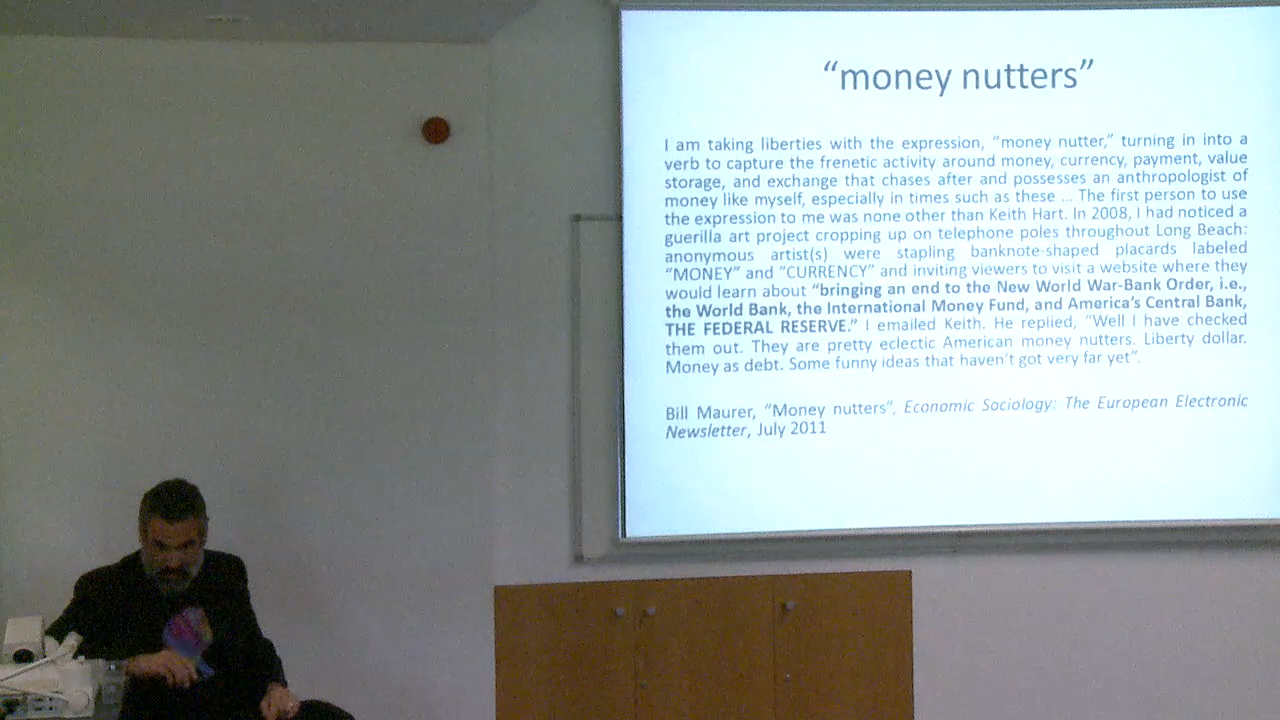 “money nutters”
I am taking liberties with the expression, “money nutter,” turning in into a
verb to capture the frenetic activity around money, currency, payment, value
storage, and exchange that chases after and possesses an anthropologist of
money like myself, especially in times such as these ... The first person to use
the expression to me was none other than Keith Hart. In 2008, I had noticed a
guerilla art project cropping up on telephone poles throughout Long Beach:
anonymous artist(s) were stapling banknote-shaped placards labeled
“MONEY” and “CURRENCY” and inviting viewers to visit a website where they
would learn about “bringing an end to the New World War-Bank Order, i.e.,
the World Bank, the International Money Fund, and America’s Central Bank,
THE FEDERAL RESERVE.” I emailed Keith. He replied, “Well I have checked
them out. They are pretty eclectic American money nutters. Liberty dollar.
Money as debt. Some funny ideas that haven’t got very far yet”.
Bill Maurer, “Money nutters”, Economic Sociology: The European Electronic
Newsletter, July 2011